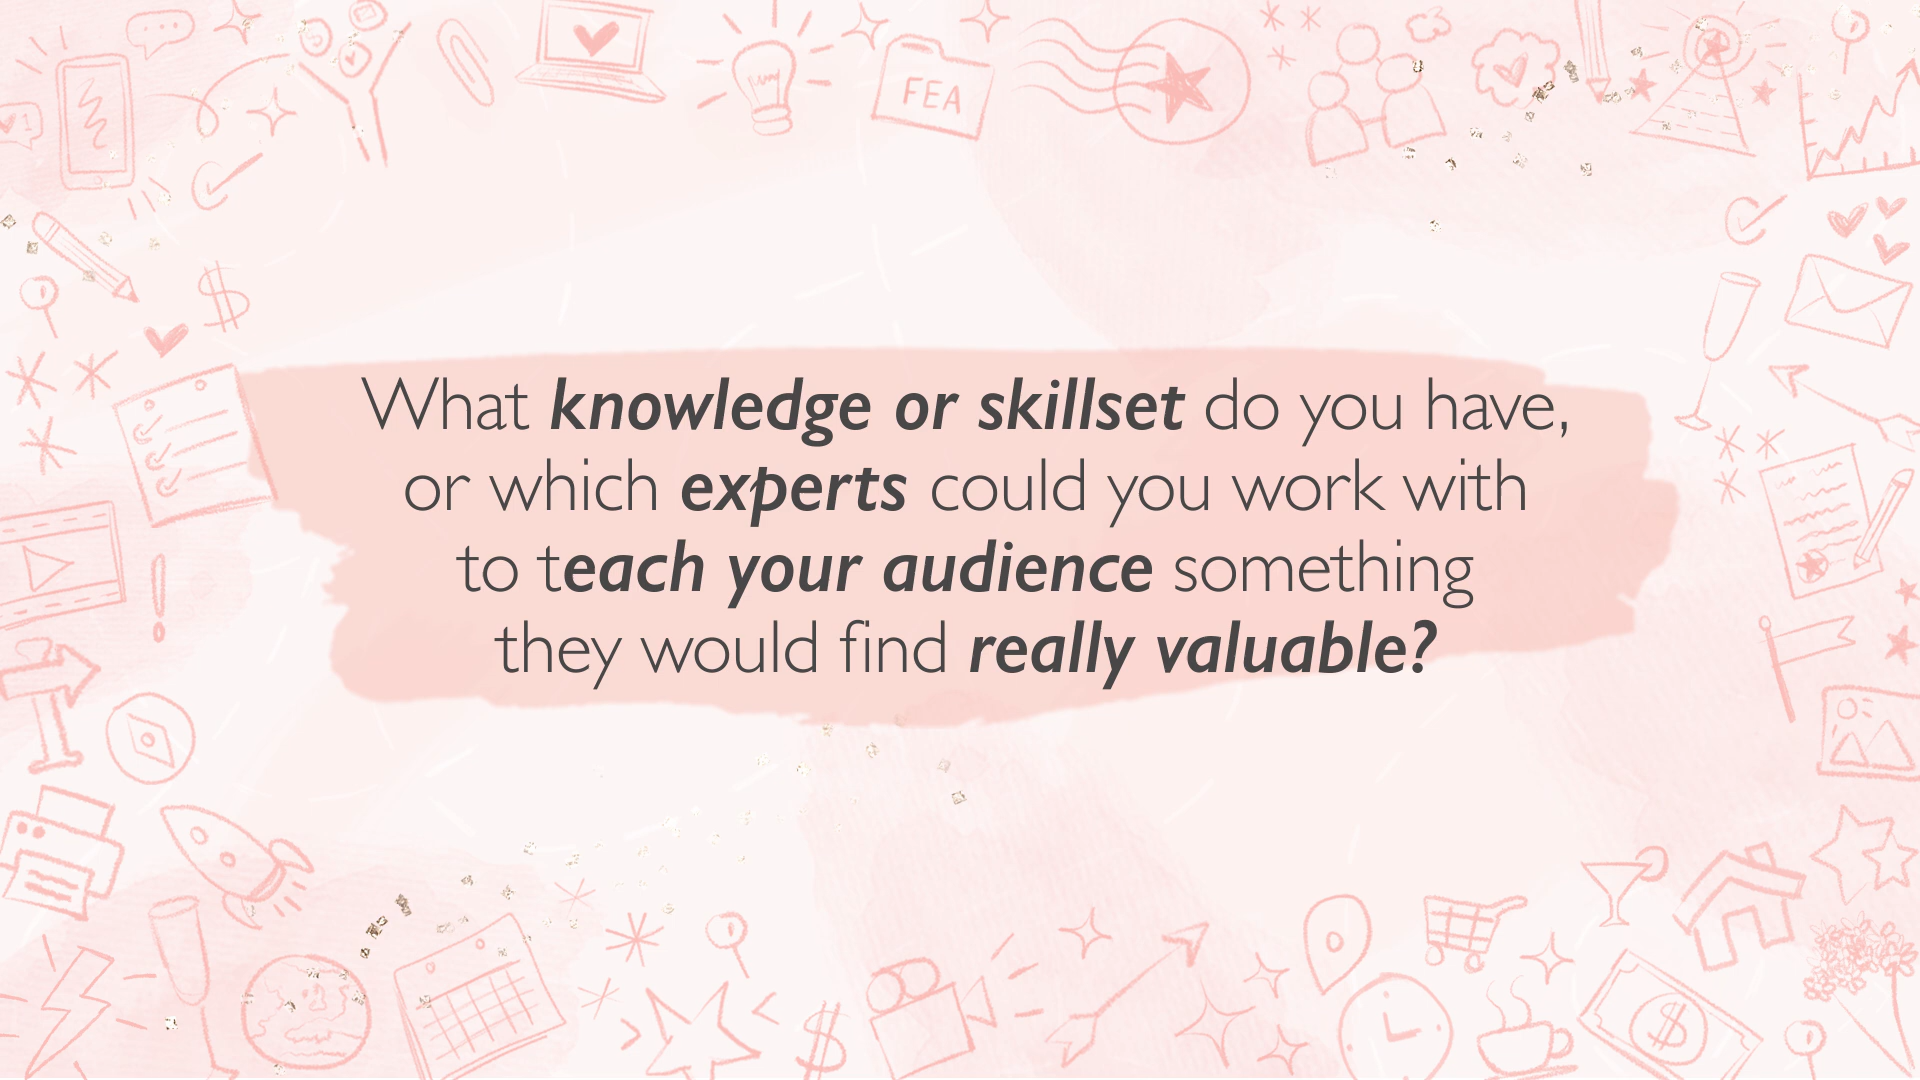 FEA
1
What knowledge or skillset do you have,
or which experts could you work with
to teach your audience something
they would find really valuable?
$
$
$